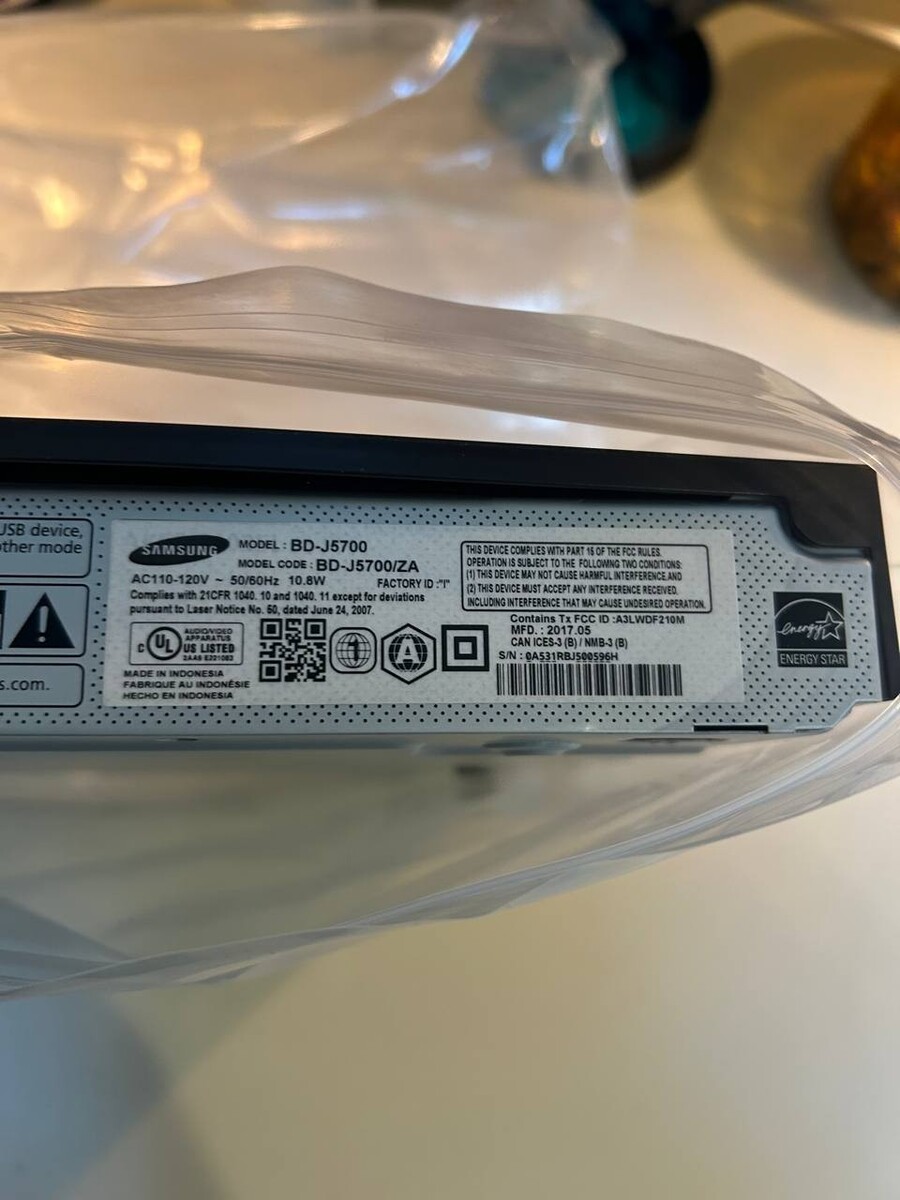 USB device,
other mode
s.com.
SAMSUNG
MODEL : BD-J5700
MODEL CODE : BD-J5700/ZA
AC110-120V ~ 50/60Hz 10.8W FACTORY ID :"I"
Complies with 21CFR 1040. 10 and 1040. 11 except for deviations
pursuant to Laser Notice No. 50, dated June 24, 2007.
C UL US LISTED
AUDIO/VIDEO
APPARATUS
MADE IN INDONESIA
FABRIQUE AU INDONÉSIE
HECHO EN INDONESIA
1
A
THIS DEVICE COMPLIES WITH PART 15 OF THE FCC RULES.
OPERATION IS SUBJECT TO THE FOLLOWING TWO CONDITIONS:
(1) THIS DEVICE MAY NOT CAUSE HARMFUL INTERFERENCE.AND
(2) THIS DEVICE MUST ACCEPT ANY INTERFERENCE RECEIVED.
INCLUDING INTERFERENCE THAT MAY CAUSE UNDESIRED OPERATION.
Contains Tx FCC ID :A3LWDF210M
MFD. : 2017.05
CAN ICES-3 (B) / NMB-3 (B)
S/N : 0A531RBJ500596H
energy
ENERGY STAR